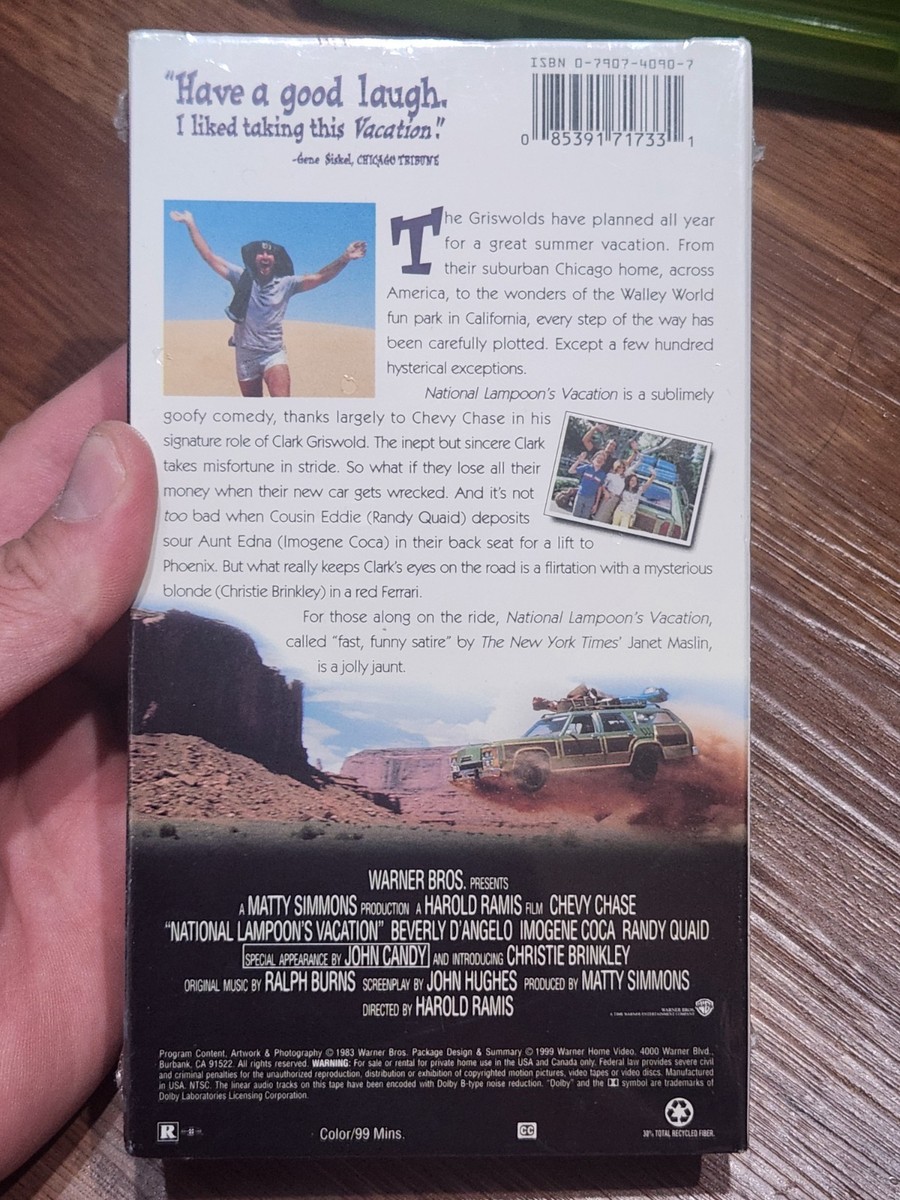 "Have a good laugh.
I liked taking this Vacation."
-Gene Siskel, CHICAGO TRIBUNE
ISBN 0-7907-4090-7
0 85391 71733 1
The Griswolds have planned all year
for a great summer vacation. From
their suburban Chicago home, across
America, to the wonders of the Walley World
fun park in California, every step of the way has
been carefully plotted. Except a few hundred
hysterical exceptions.
National Lampoon's Vacation is a sublimely
goofy comedy, thanks largely to Chevy Chase in his
signature role of Clark Griswold. The inept but sincere Clark
takes misfortune in stride. So what if they lose all their
money when their new car gets wrecked. And it's not
too bad when Cousin Eddie (Randy Quaid) deposits
sour Aunt Edna (Imogene Coca) in their back seat for a lift to
Phoenix. But what really keeps Clark's eyes on the road is a flirtation with a mysterious
blonde (Christie Brinkley) in a red Ferrari.
For those along on the ride, National Lampoon's Vacation,
called "fast, funny satire" by The New York Times' Janet Maslin,
is a jolly jaunt.
WARNER BROS. PRESENTS
A MATTY SIMMONS PRODUCTION A HAROLD RAMIS FILM CHEVY CHASE
"NATIONAL LAMPOON'S VACATION" BEVERLY D'ANGELO IMOGENE COCA RANDY QUAID
SPECIAL APPEARANCE BY JOHN CANDY AND INTRODUCING CHRISTIE BRINKLEY
ORIGINAL MUSIC BY RALPH BURNS SCREENPLAY BY JOHN HUGHES PRODUCED BY MATTY SIMMONS
DIRECTED BY HAROLD RAMIS
WARNER BROS.
A TIME WARNER ENTERTAINMENT COMPANY
Program Content, Artwork & Photography © 1983 Warner Bros. Package Design & Summary © 1999 Warner Home Video. 4000 Warner Blvd.,
Burbank, CA 91522. All rights reserved. WARNING: For sale or rental for private home use in the USA and Canada only. Federal law provides severe civil
and criminal penalties for the unauthorized reproduction, distribution or exhibition of copyrighted motion pictures, video tapes or video discs. Manufactured
in USA. NTSC. The linear audio tracks on this tape have been encoded with Dolby B-type noise reduction. "Dolby" and the symbol are trademarks of
Dolby Laboratories Licensing Corporation.
R
Color/99 Mins.
CC
30% TOTAL RECYCLED FIBER.